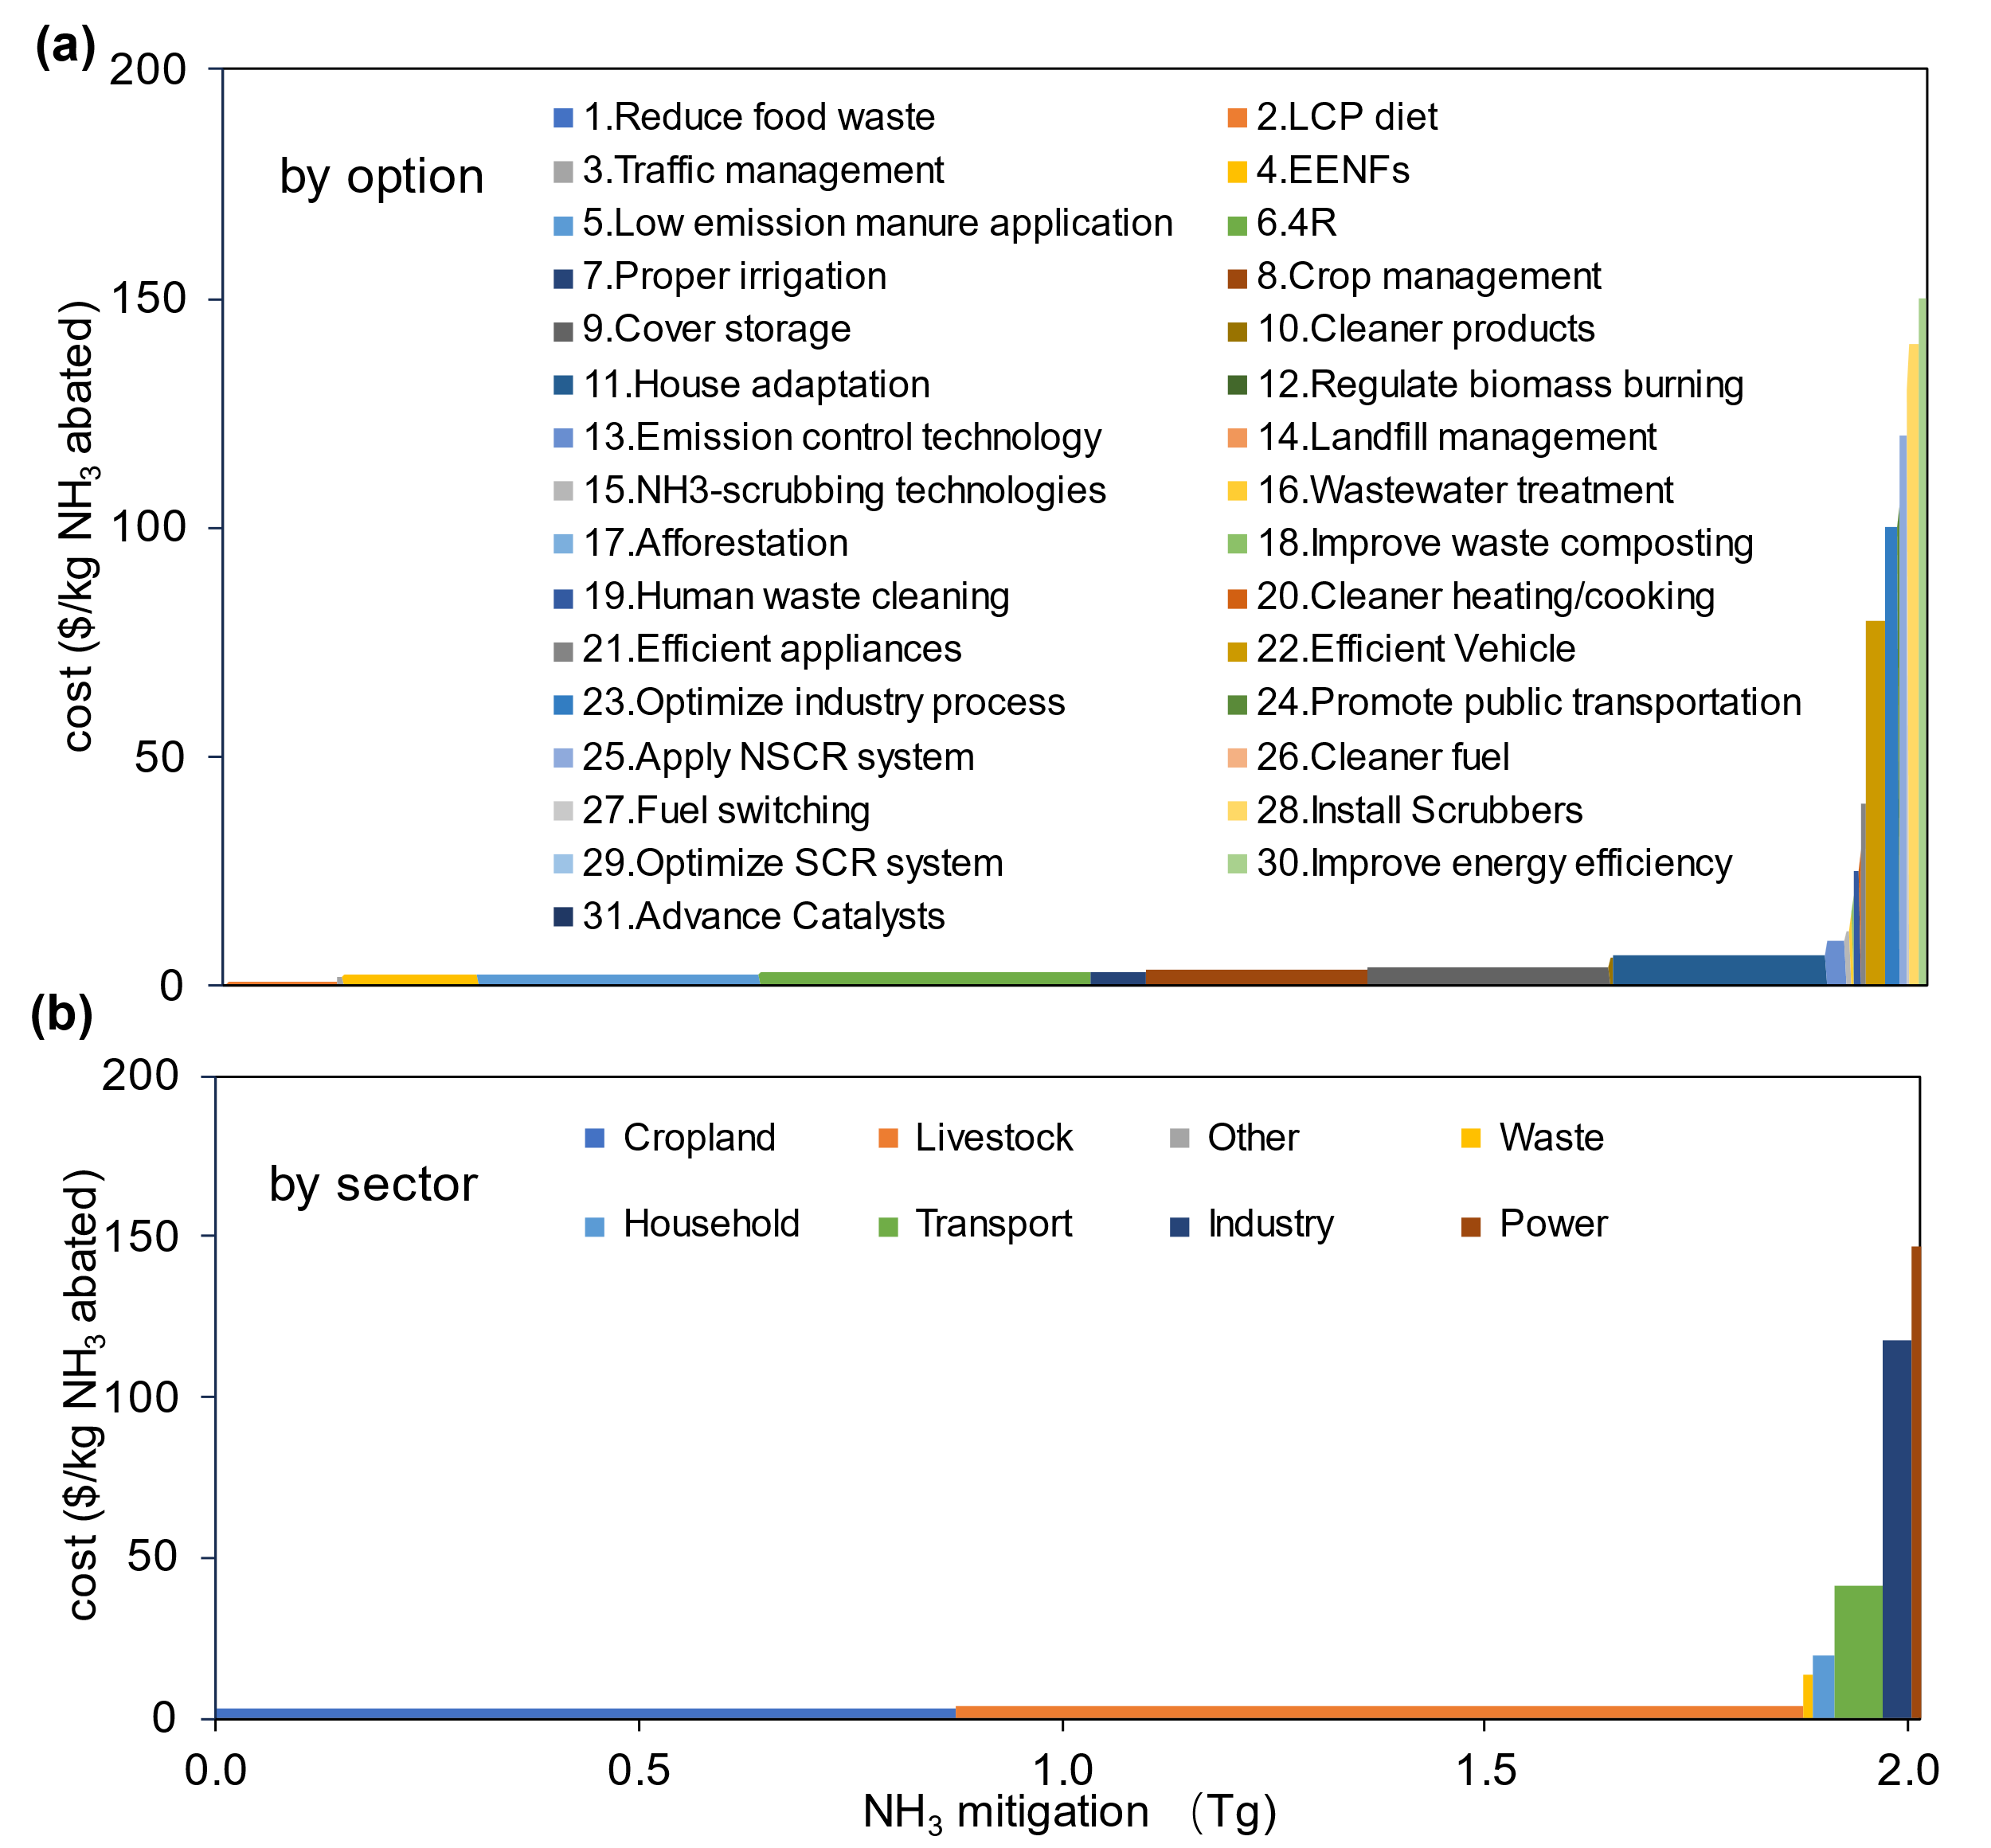 (a)
200
150
100
50
0
cost ($/kg NH3 abated)
by option
1.Reduce food waste
2.LCP diet
3.Traffic management
4.EENFs
5.Low emission manure application
6.4R
7.Proper irrigation
8.Crop management
9.Cover storage
10.Cleaner products
11.House adaptation
12.Regulate biomass burning
13.Emission control technology
14.Landfill management
15.NH3-scrubbing technologies
16.Wastewater treatment
17.Afforestation
18.Improve waste composting
19.Human waste cleaning
20.Cleaner heating/cooking
21.Efficient appliances
22.Efficient Vehicle
23.Optimize industry process
24.Promote public transportation
25.Apply NSCR system
26.Cleaner fuel
27.Fuel switching
28.Install Scrubbers
29.Optimize SCR system
30.Improve energy efficiency
31.Advance Catalysts
(b)
200
150
100
50
0
cost ($/kg NH3 abated)
by sector
Cropland
Livestock
Other
Waste
Household
Transport
Industry
Power
0.0
0.5
1.0
1.5
2.0
NH3 mitigation （Tg)